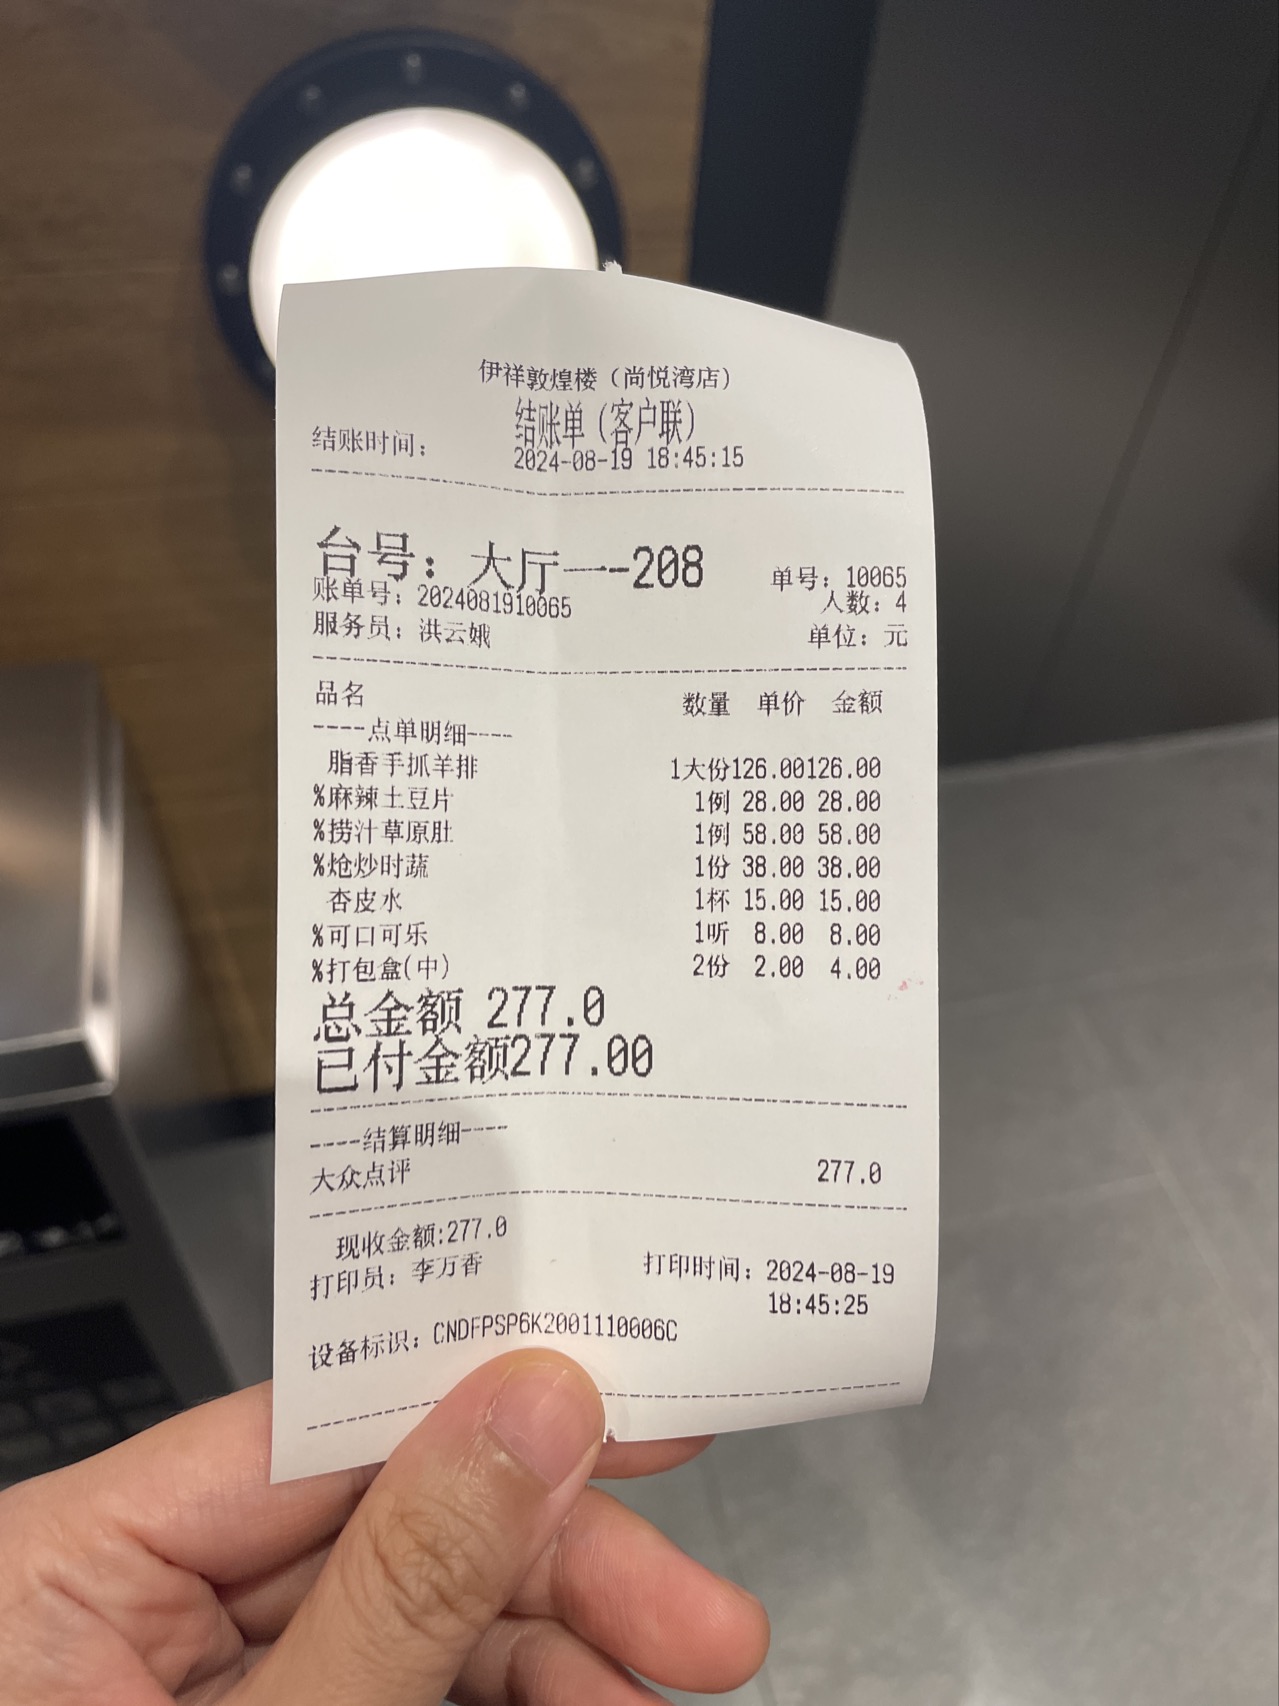 伊祥敦煌楼（尚悦湾店）
结账单（客户联）
结账时间： 2024-08-19 18:45:15
台号：大厅一-208 单号：10065
账单号：2024081910065 人数：4
服务员：洪云娥 单位：元
品名 数量 单价 金额
----点单明细----
脂香手抓羊排 1大份126.00126.00
%麻辣土豆片 1例 28.00 28.00
%捞汁草原肚 1例 58.00 58.00
%炝炒时蔬 1份 38.00 38.00
杏皮水 1杯 15.00 15.00
%可口可乐 1听 8.00 8.00
%打包盒(中) 2份 2.00 4.00
总金额 277.0
已付金额277.00
----结算明细----
大众点评 277.0
现收金额:277.0
打印员：李万香 打印时间：2024-08-19
18:45:25
设备标识：CNDFPSP6K2001110006C